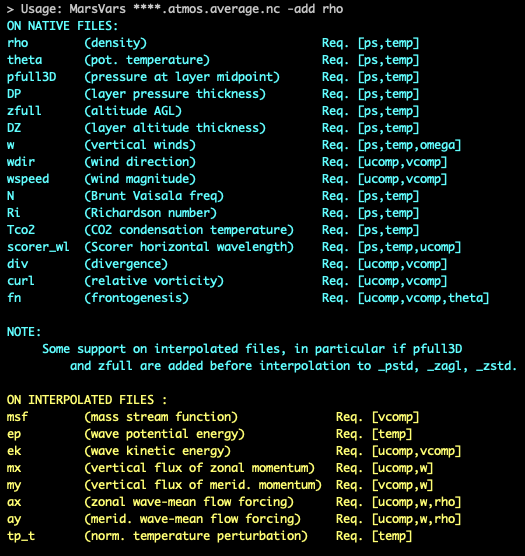 > Usage: MarsVars ****.atmos.average.nc -add rho
ON NATIVE FILES:
rho (density) Req. [ps,temp]
theta (pot. temperature) Req. [ps,temp]
pfull3D (pressure at layer midpoint) Req. [ps,temp]
DP (layer pressure thickness) Req. [ps,temp]
zfull (altitude AGL) Req. [ps,temp]
DZ (layer altitude thickness) Req. [ps,temp]
w (vertical winds) Req. [ps,temp,omega]
wdir (wind direction) Req. [ucomp,vcomp]
wspeed (wind magnitude) Req. [ucomp,vcomp]
N (Brunt Vaisala freq) Req. [ps,temp]
Ri (Richardson number) Req. [ps,temp]
Tco2 (CO2 condensation temperature) Req. [ps,temp]
scorer_wl (Scorer horizontal wavelength) Req. [ps,temp,ucomp]
div (divergence) Req. [ucomp,vcomp]
curl (relative vorticity) Req. [ucomp,vcomp]
fn (frontogenesis) Req. [ucomp,vcomp,theta]
NOTE:
Some support on interpolated files, in particular if pfull3D
and zfull are added before interpolation to _pstd, _zagl, _zstd.
ON INTERPOLATED FILES :
msf (mass stream function) Req. [vcomp]
ep (wave potential energy) Req. [temp]
ek (wave kinetic energy) Req. [ucomp,vcomp]
mx (vertical flux of zonal momentum) Req. [ucomp,w]
my (vertical flux of merid. momentum) Req. [vcomp,w]
ax (zonal wave-mean flow forcing) Req. [ucomp,w,rho]
ay (merid. wave-mean flow forcing) Req. [ucomp,w,rho]
tp_t (norm. temperature perturbation) Req. [temp]